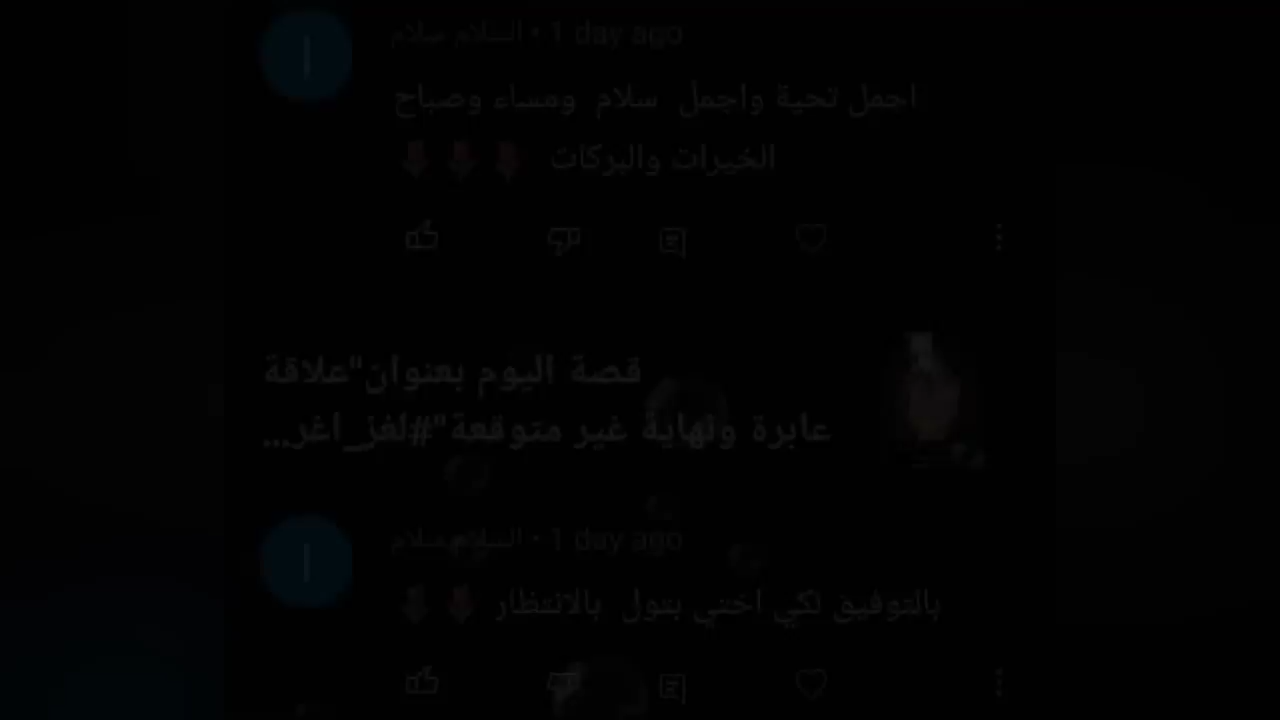 السلام سلام • 1 day ago
اجمل تحية واجمل سلام ومساء وصباح
الخيرات والبركات
قصة اليوم بعنوان"علاقة
عابرة ونهاية غير متوقعة"#لغز_اغر...
السلام سلام • 1 day ago
بالتوفيق لكي اختي بتول بالانتظار